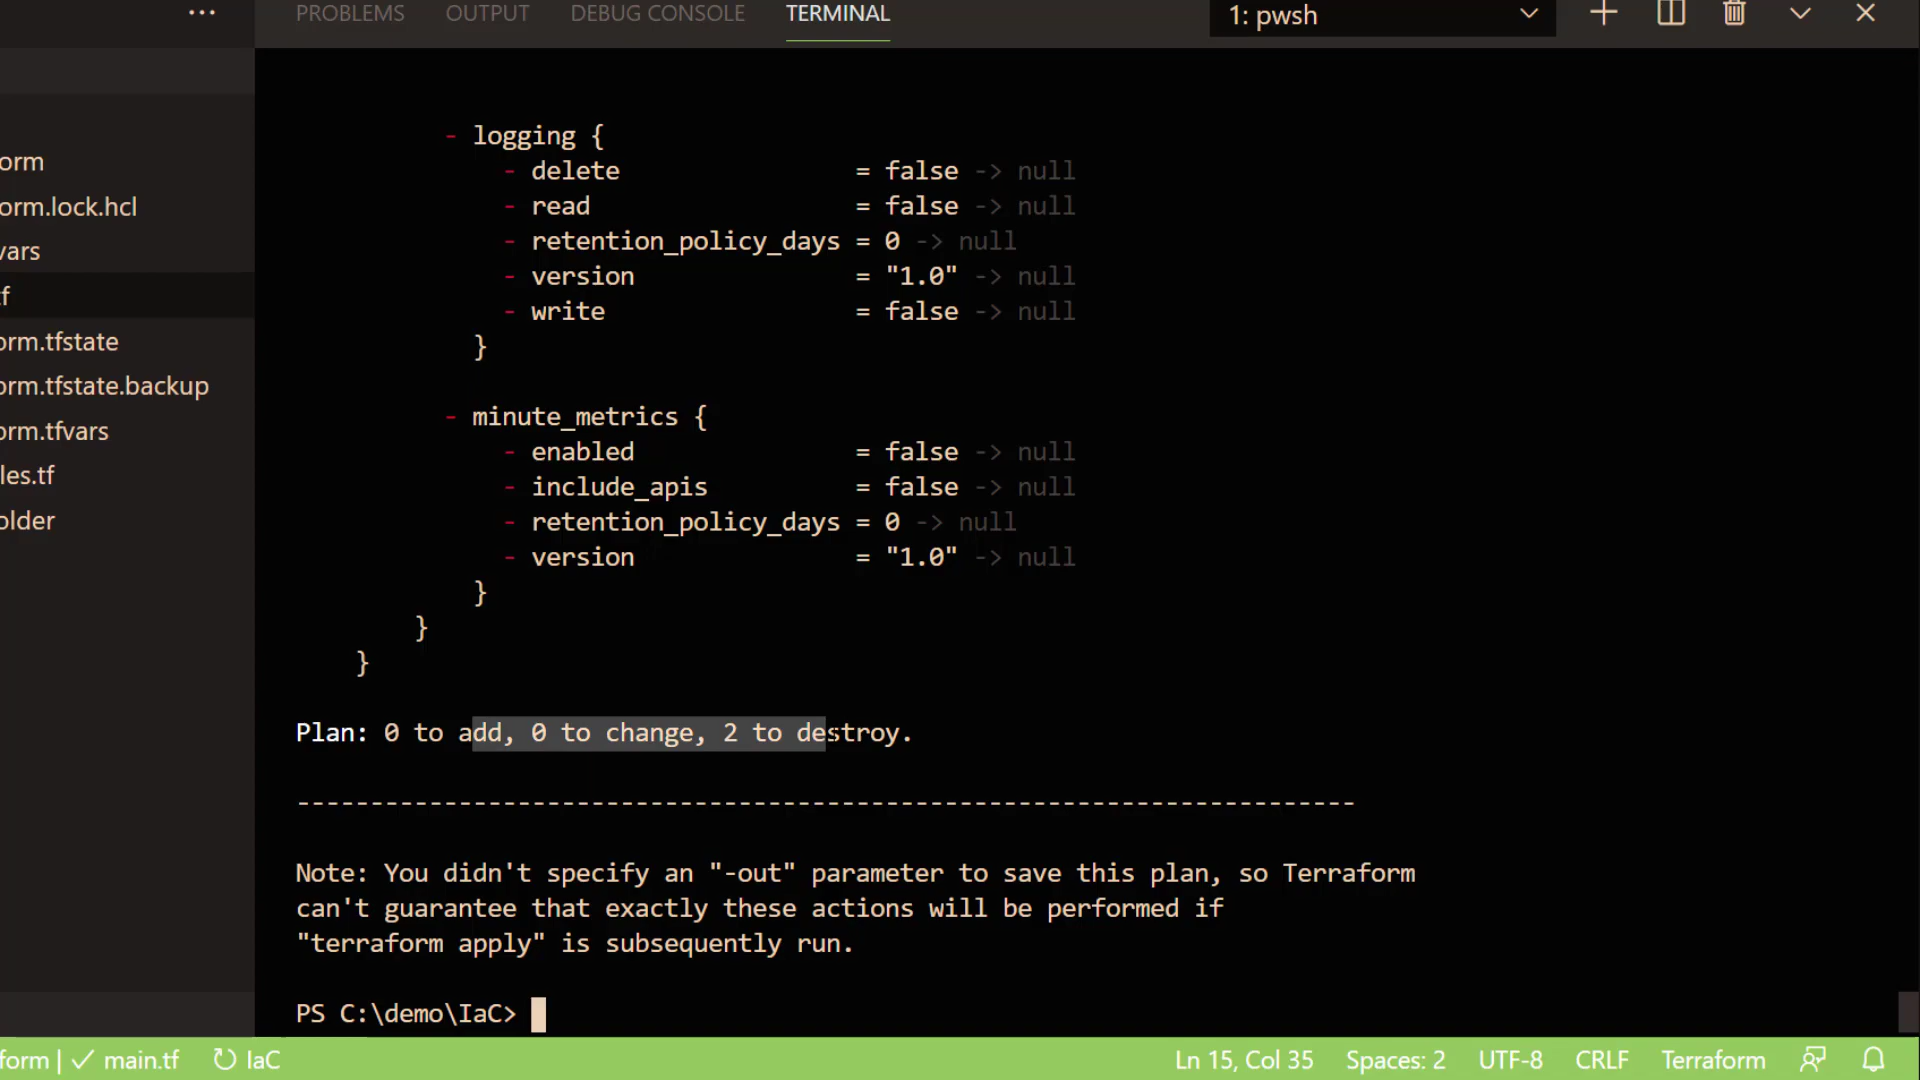 PROBLEMS OUTPUT DEBUG CONSOLE TERMINAL 1: pwsh
orm
orm.lock.hcl
vars
f
orm.tfstate
orm.tfstate.backup
orm.tfvars
les.tf
older
- logging {
- delete = false -> null
- read = false -> null
- retention_policy_days = 0 -> null
- version = "1.0" -> null
- write = false -> null
}
- minute_metrics {
- enabled = false -> null
- include_apis = false -> null
- retention_policy_days = 0 -> null
- version = "1.0" -> null
}
}
}
Plan: 0 to add, 0 to change, 2 to destroy.
------------------------------------------------------------------------
Note: You didn't specify an "-out" parameter to save this plan, so Terraform
can't guarantee that exactly these actions will be performed if
"terraform apply" is subsequently run.
PS C:\demo\IaC>
form | ✓ main.tf IaC Ln 15, Col 35 Spaces: 2 UTF-8 CRLF Terraform